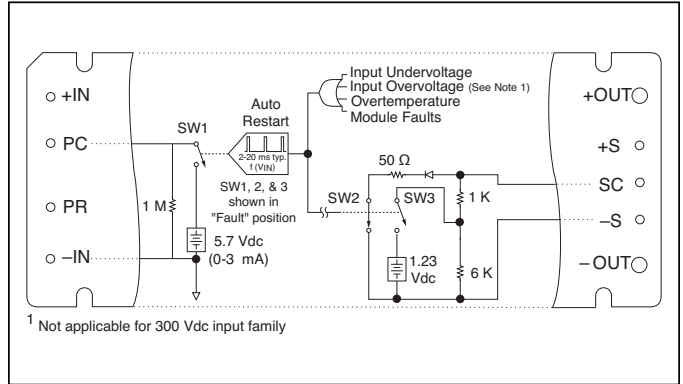 +IN
PC
PR
–IN
1 M
SW1
5.7 Vdc
(0-3 mA)
Auto
Restart
2-20 ms typ.
f (VIN)
SW1, 2, & 3
shown in
"Fault" position
Input Undervoltage
Input Overvoltage (See Note 1)
Overtemperature
Module Faults
50 Ω
SW2
SW3
1 K
1.23
Vdc
6 K
+OUT
+S
SC
–S
–OUT
1 Not applicable for 300 Vdc input family